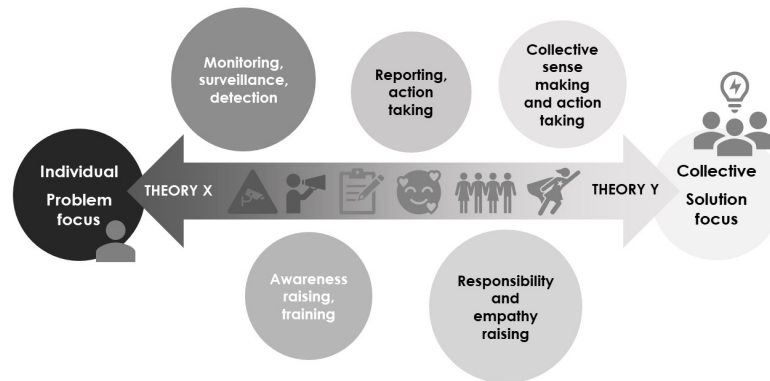 Monitoring,
surveillance,
detection
Reporting,
action
taking
Collective
sense
making
and action
taking
Individual
Problem
focus
THEORY X
THEORY Y
Collective
Solution
focus
Awareness
raising,
training
Responsibility
and
empathy
raising